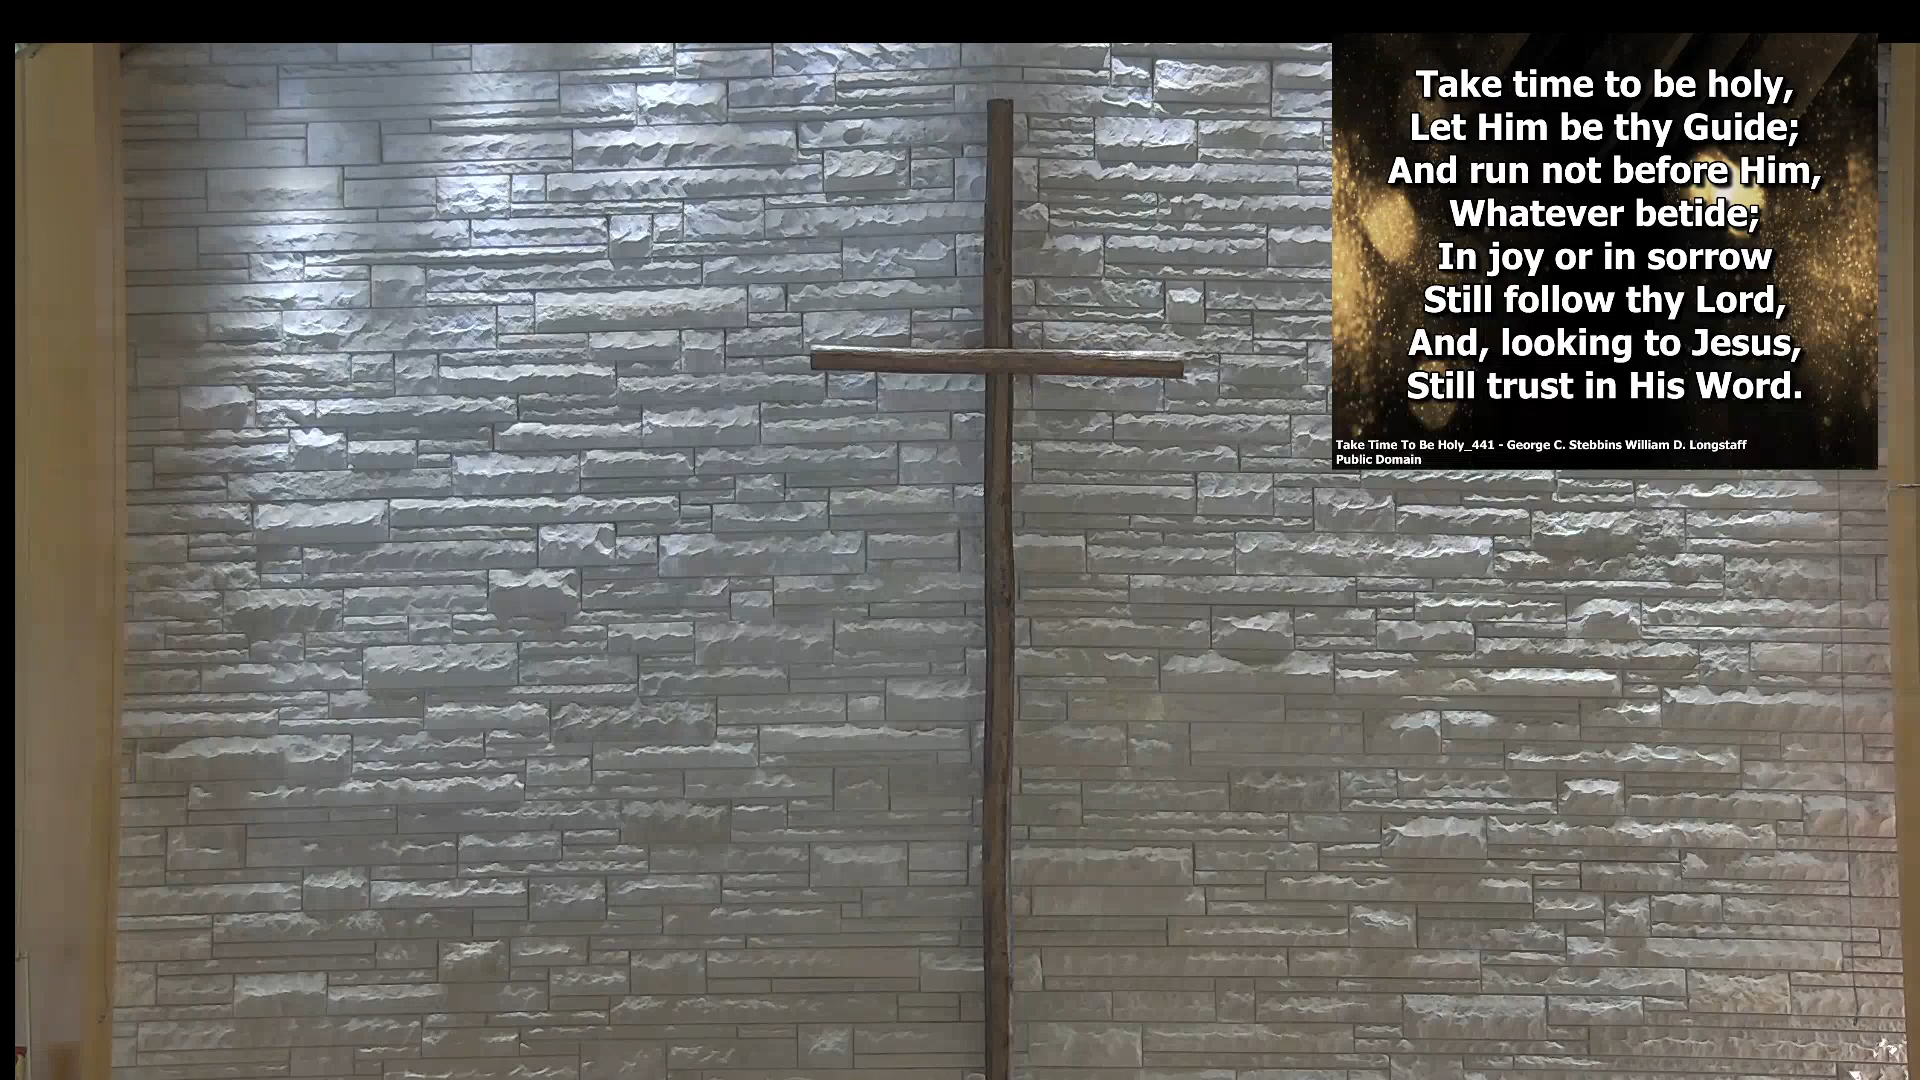 Take time to be holy,
Let Him be thy Guide;
And run not before Him,
Whatever betide;
In joy or in sorrow
Still follow thy Lord,
And, looking to Jesus,
Still trust in His Word.
Take Time To Be Holy_441 - George C. Stebbins William D. Longstaff
Public Domain